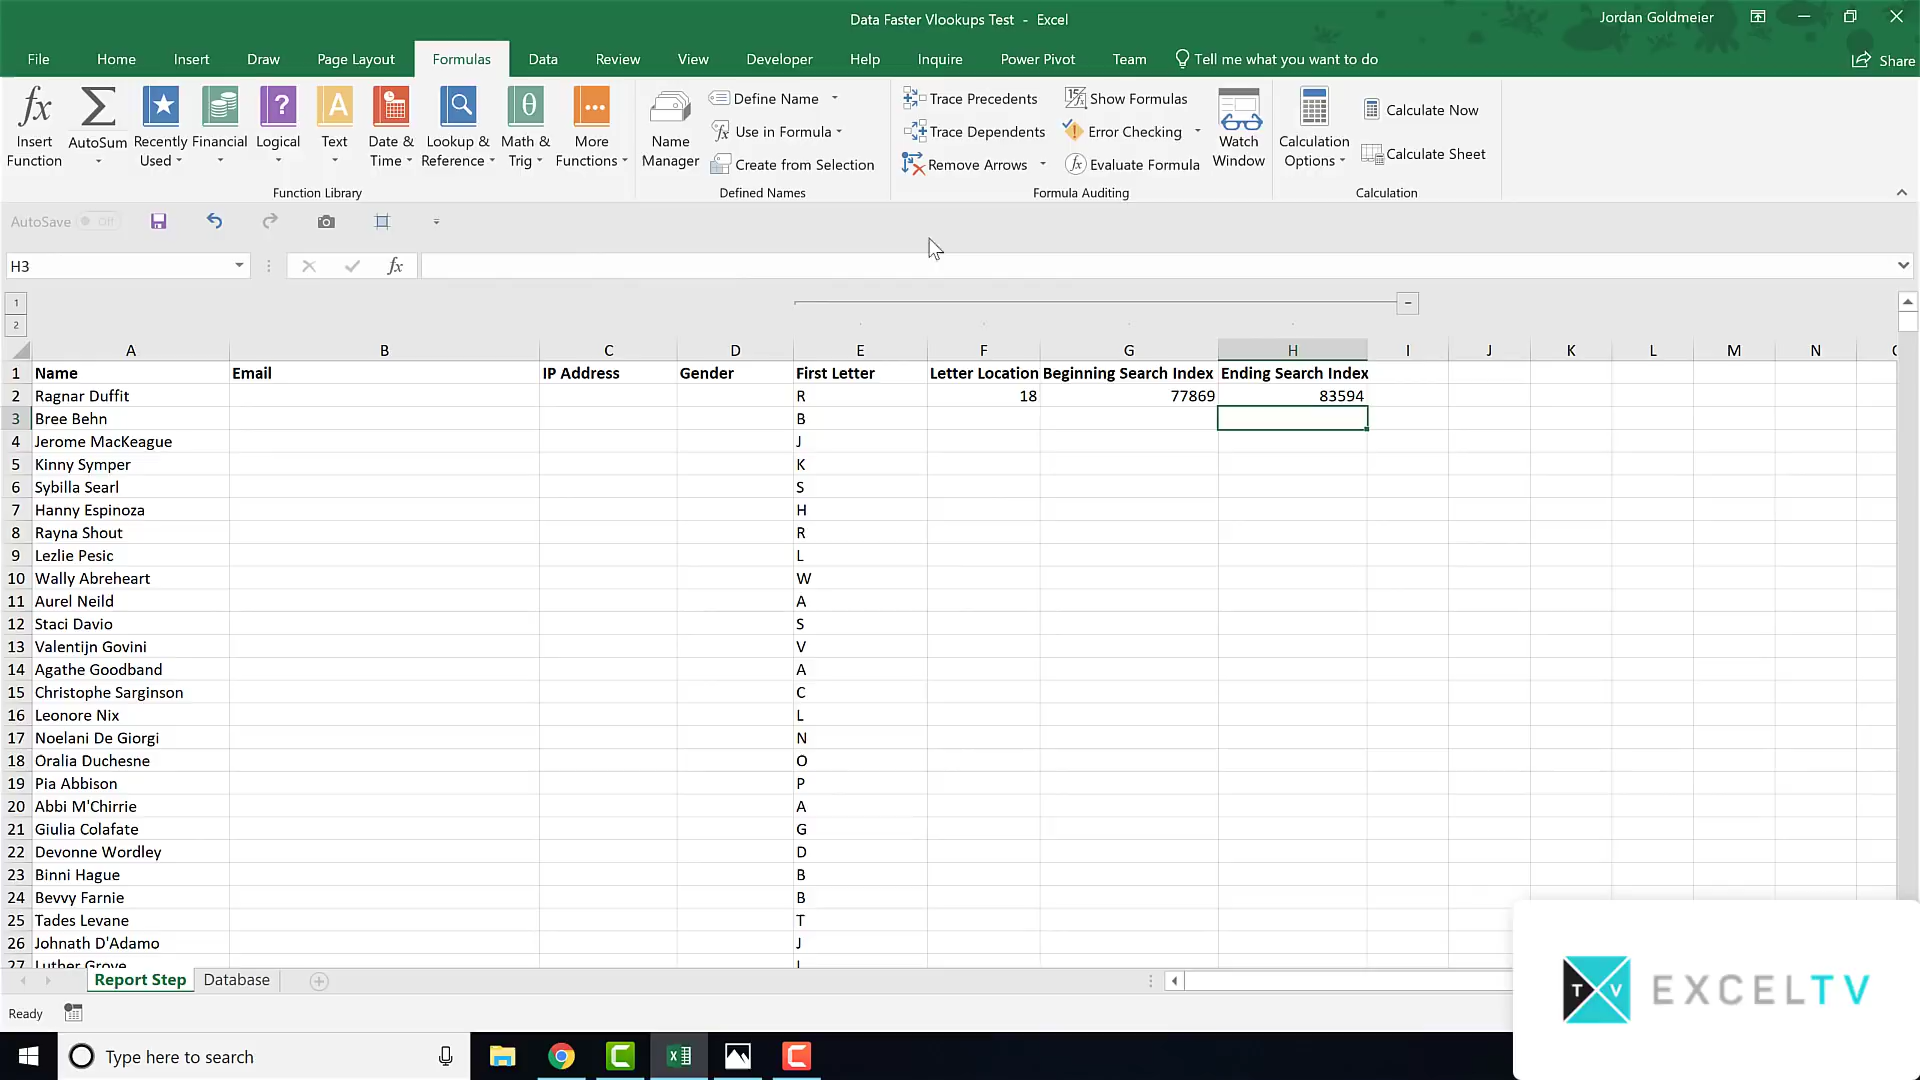 Data Faster Vlookups Test - Excel
Jordan Goldmeier
File Home Insert Draw Page Layout Formulas Data Review View Developer Help Inquire Power Pivot Team Tell me what you want to do Share
Insert Function
AutoSum
Recently Used
Financial
Logical
Text
Date & Time
Lookup & Reference
Math & Trig
More Functions
Function Library
Name Manager
Define Name
Use in Formula
Create from Selection
Defined Names
Trace Precedents
Trace Dependents
Remove Arrows
Show Formulas
Error Checking
Evaluate Formula
Watch Window
Formula Auditing
Calculation Options
Calculate Now
Calculate Sheet
Calculation
AutoSave Off
H3
fx
1
2
A B C D E F G H I J K L M N
1 Name Email IP Address Gender First Letter Letter Location Beginning Search Index Ending Search Index
2 Ragnar Duffit R 18 77869 83594
3 Bree Behn B
4 Jerome MacKeague J
5 Kinny Symper K
6 Sybilla Searl S
7 Hanny Espinoza H
8 Rayna Shout R
9 Lezlie Pesic L
10 Wally Abreheart W
11 Aurel Neild A
12 Staci Davio S
13 Valentijn Govini V
14 Agathe Goodband A
15 Christophe Sarginson C
16 Leonore Nix L
17 Noelani De Giorgi N
18 Oralia Duchesne O
19 Pia Abbison P
20 Abbi M'Chirrie A
21 Giulia Colafate G
22 Devonne Wordley D
23 Binni Hague B
24 Bevvy Farnie B
25 Tades Levane T
26 Johnath D'Adamo J
27 Luther Grove L
Report Step Database
Ready
TV EXCELTV
Type here to search